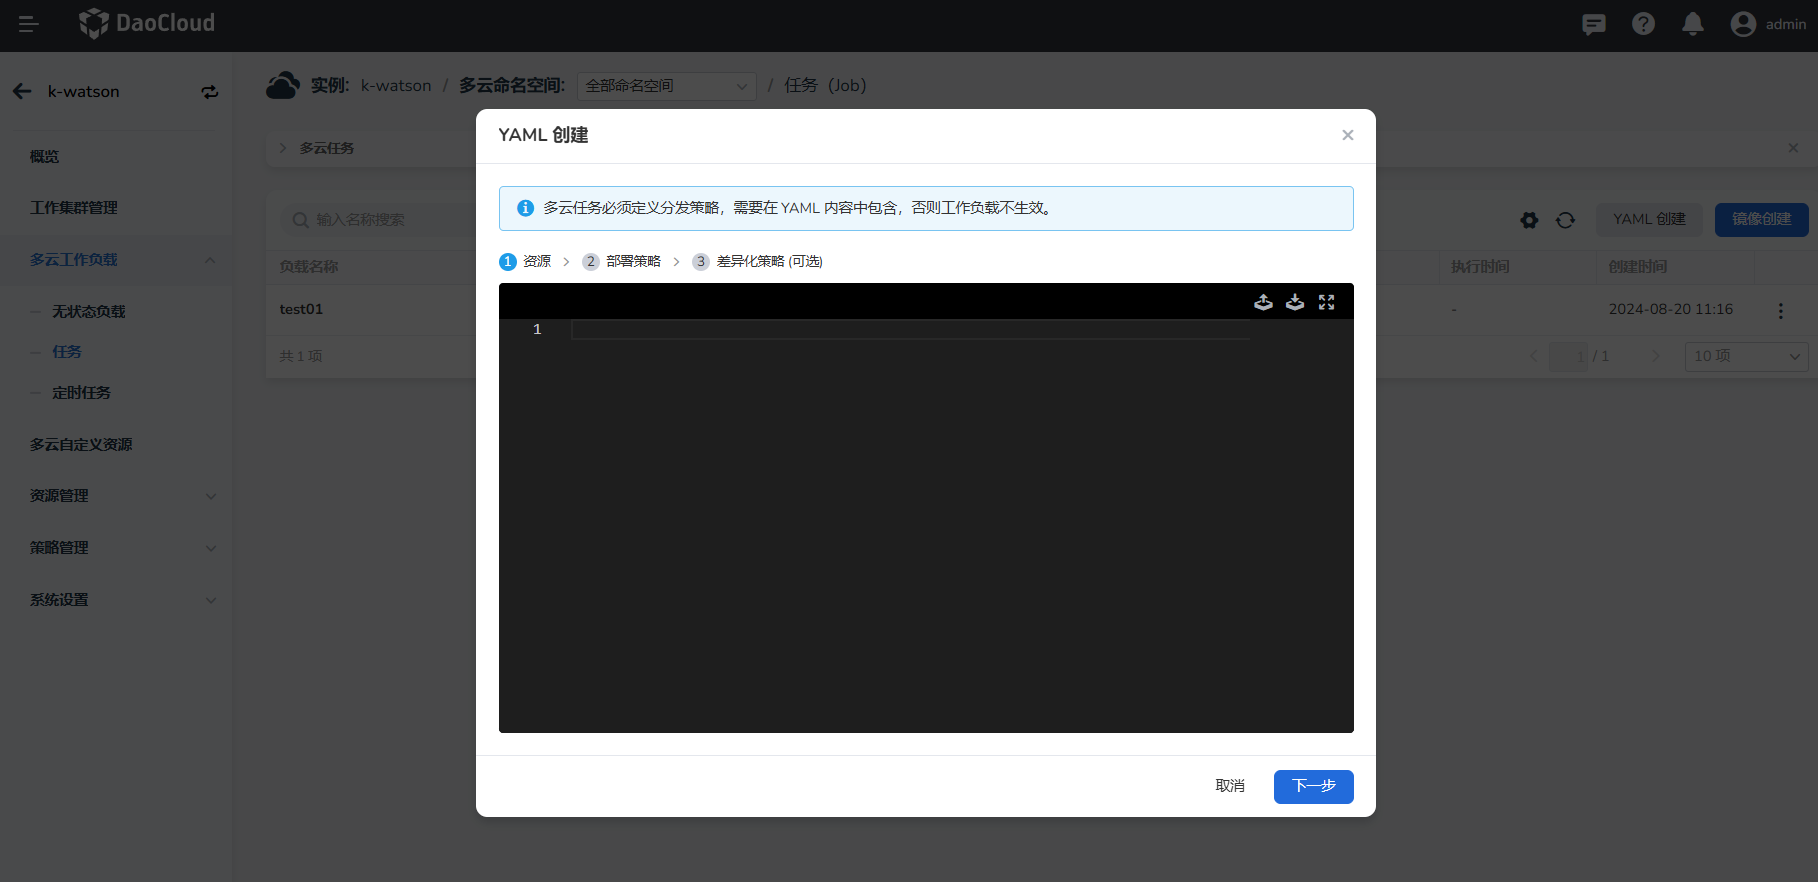 DaoCloud
admin
k-watson
实例: k-watson / 多云命名空间: 全部命名空间 / 任务（Job）
概览
工作集群管理
多云工作负载
无状态负载
任务
定时任务
多云自定义资源
资源管理
策略管理
系统设置
多云任务
输入名称搜索
YAML 创建
镜像创建
负载名称
执行时间
创建时间
test01
-
2024-08-20 11:16
共 1 项
1 / 1
10 项
YAML 创建
多云任务必须定义分发策略，需要在 YAML 内容中包含，否则工作负载不生效。
1 资源 > 2 部署策略 > 3 差异化策略 (可选)
1
取消
下一步